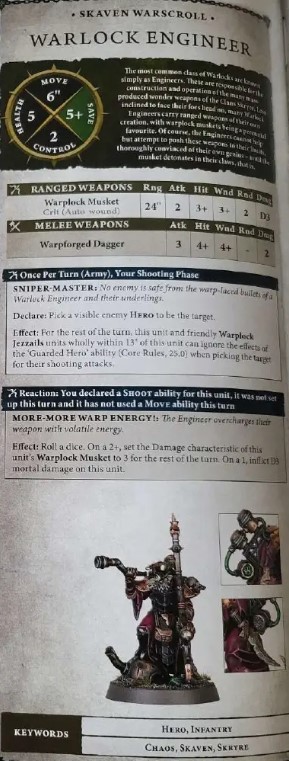 • SKAVEN WARSCROLL •
WARLOCK ENGINEER
MOVE
6"
HEALTH
5
5+
SAVE
2
CONTROL
The most common class of Warlocks are known
simply as Engineers. These are responsible for the
construction and operation of the many
produced wonder weapons of the Clans Skryre.
inclined to face their foes head on, many Warlock
Engineers carry ranged weapons of their own
creation, with warplock muskets being a
favourite. Of course, the Engineers cannot help
but attempt to push these weapons to their limits,
thoroughly convinced of their own genius –
musket detonates in their claws, that is.
RANGED WEAPONS Rng Atk Hit Wnd Rnd Dmg
Warplock Musket 24" 2 3+ 3+ 2 D3
Crit (Auto-wound)
MELEE WEAPONS Atk Hit Wnd Rnd Dmg
Warpforged Dagger 3 4+ 4+ - 2
Once Per Turn (Army), Your Shooting Phase
SNIPER-MASTER: No enemy is safe from the warp-laced bullets of a
Warlock Engineer and their underlings.
Declare: Pick a visible enemy HERO to be the target.
Effect: For the rest of the turn, this unit and friendly Warplock
Jezzails units wholly within 13" of this unit can ignore the effects of
the 'Guarded Hero' ability (Core Rules, 25.0) when picking the target
for their shooting attacks.
Reaction: You declared a SHOOT ability for this unit, it was not set
up this turn and it has not used a MOVE ability this turn
MORE-MORE WARP ENERGY!: The Engineer overcharges their
weapon with volatile energy.
Effect: Roll a dice. On a 2+, set the Damage characteristic of this
unit's Warplock Musket to 3 for the rest of the turn. On a 1, inflict D3
mortal damage on this unit.
KEYWORDS
HERO, INFANTRY
CHAOS, SKAVEN, SKRYRE